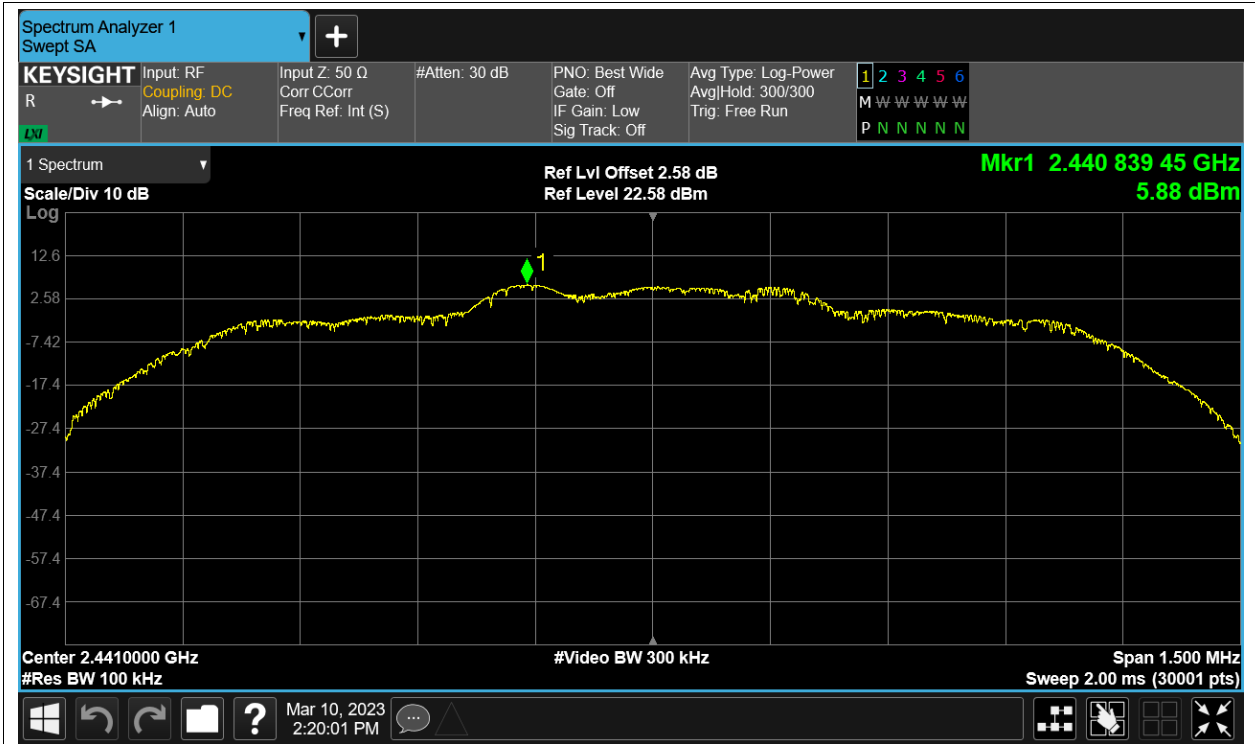 Spectrum Analyzer 1
Swept SA
KEYSIGHT
R
LXI
Input: RF
Coupling: DC
Align: Auto
Input Z: 50 Ω
Corr CCorr
Freq Ref: Int (S)
#Atten: 30 dB
PNO: Best Wide
Gate: Off
IF Gain: Low
Sig Track: Off
Avg Type: Log-Power
Avg|Hold: 300/300
Trig: Free Run
1 2 3 4 5 6
M W W W W W
P N N N N N
1 Spectrum
Scale/Div 10 dB
Log
Ref Lvl Offset 2.58 dB
Ref Level 22.58 dBm
Mkr1 2.440 839 45 GHz
5.88 dBm
1
12.6
2.58
-7.42
-17.4
-27.4
-37.4
-47.4
-57.4
-67.4
Center 2.4410000 GHz
#Res BW 100 kHz
#Video BW 300 kHz
Span 1.500 MHz
Sweep 2.00 ms (30001 pts)
?
Mar 10, 2023
2:20:01 PM